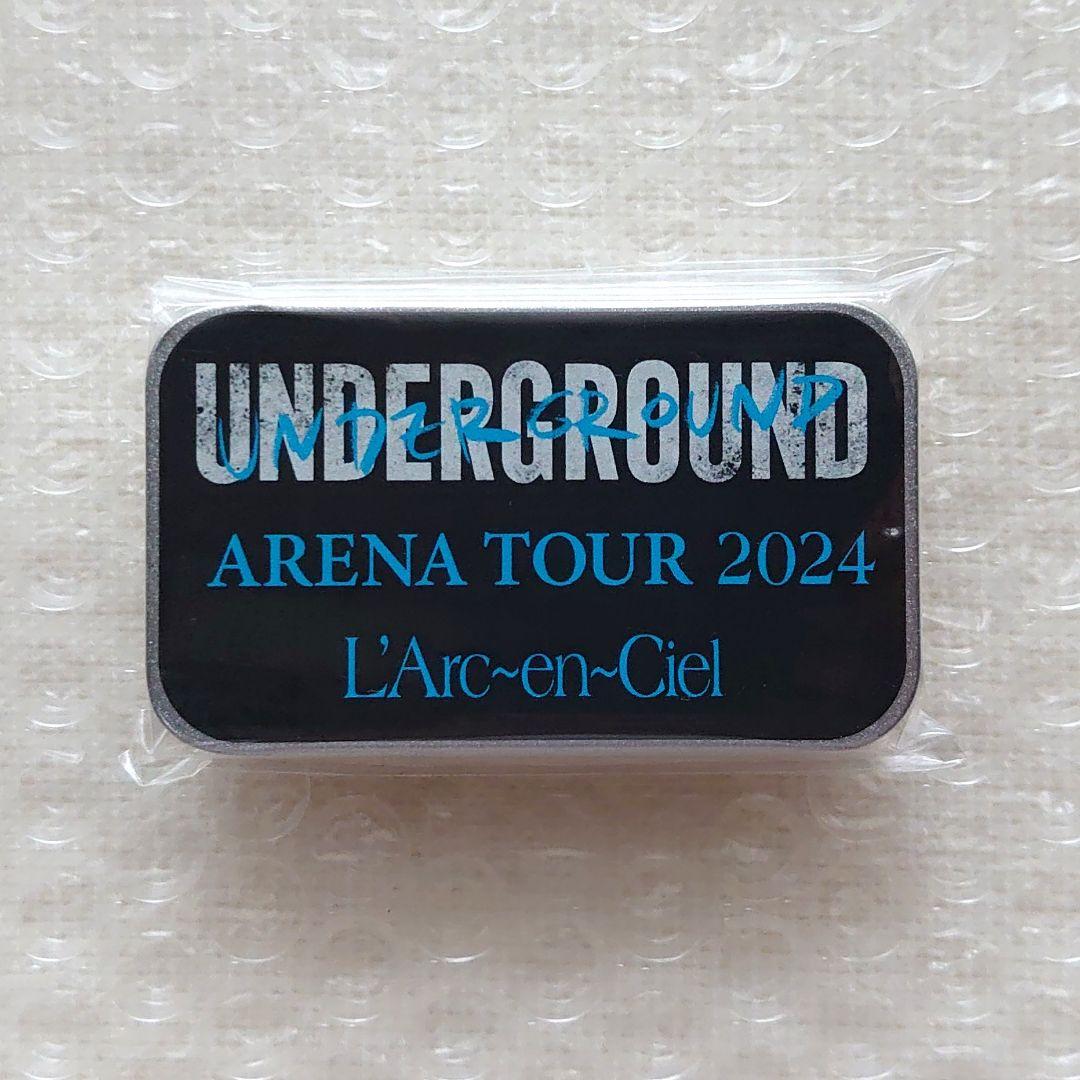 UNDERGROUND
UNDERGROUND
ARENA TOUR 2024
L'Arc~en~Ciel